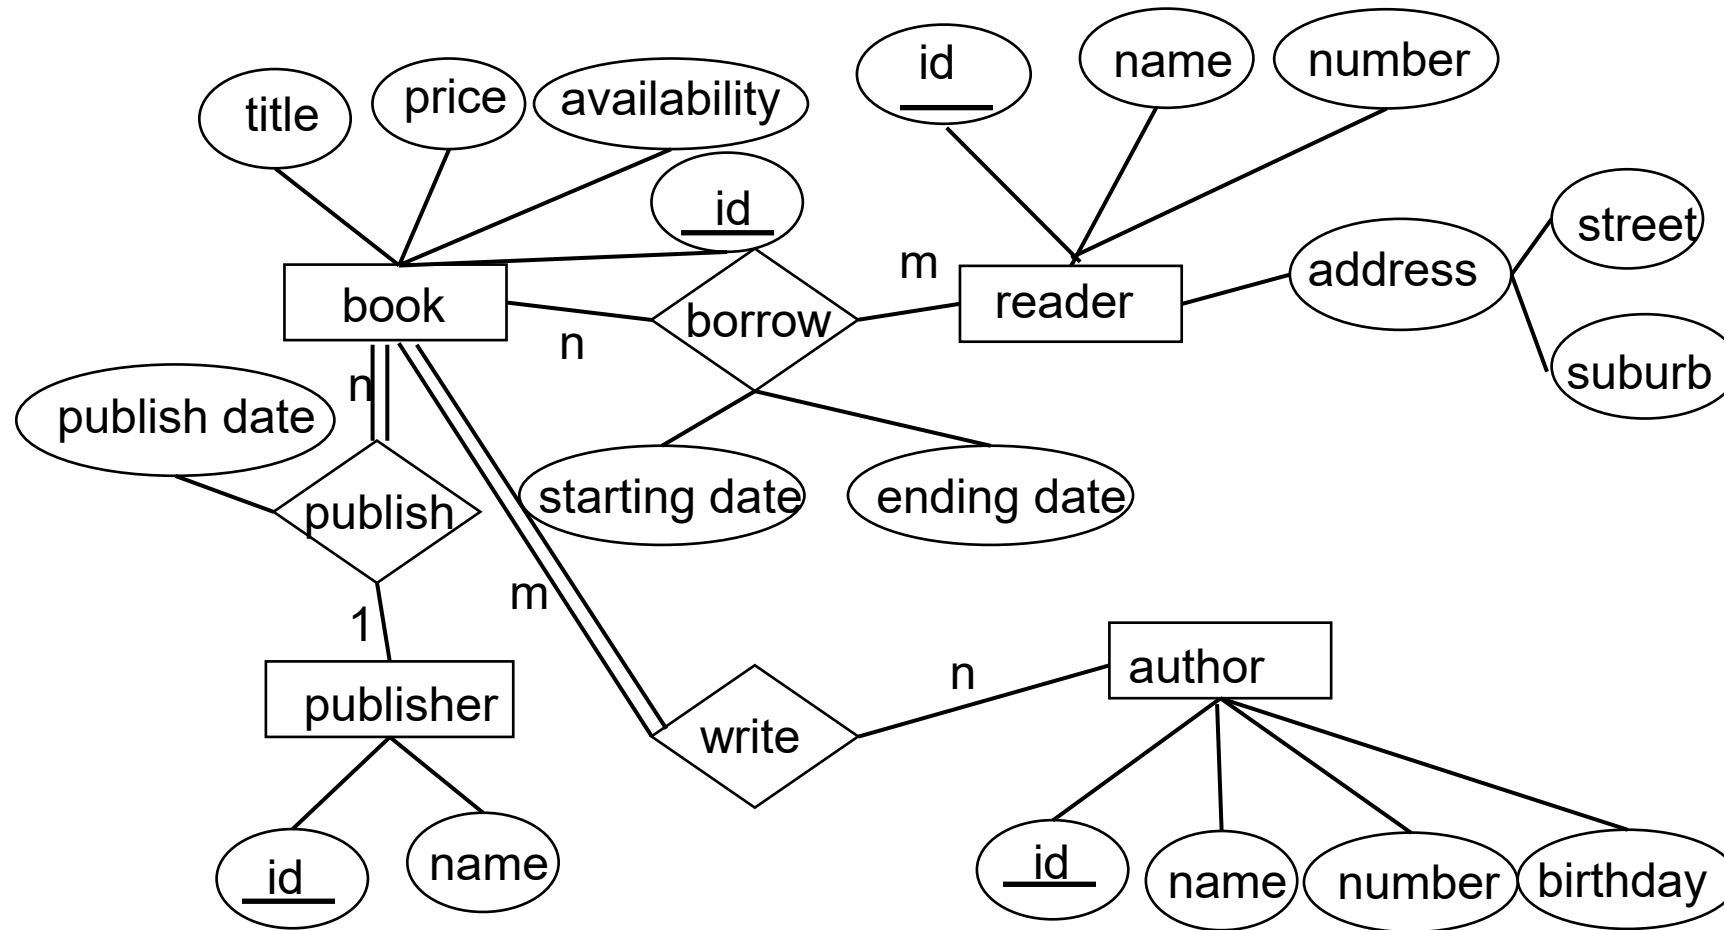 id
name
number
title
price
availability
id
street
address
suburb
book
n
borrow
m
reader
n
publish date
publish
starting date
ending date
1
m
publisher
write
n
author
id
name
id
name
number
birthday